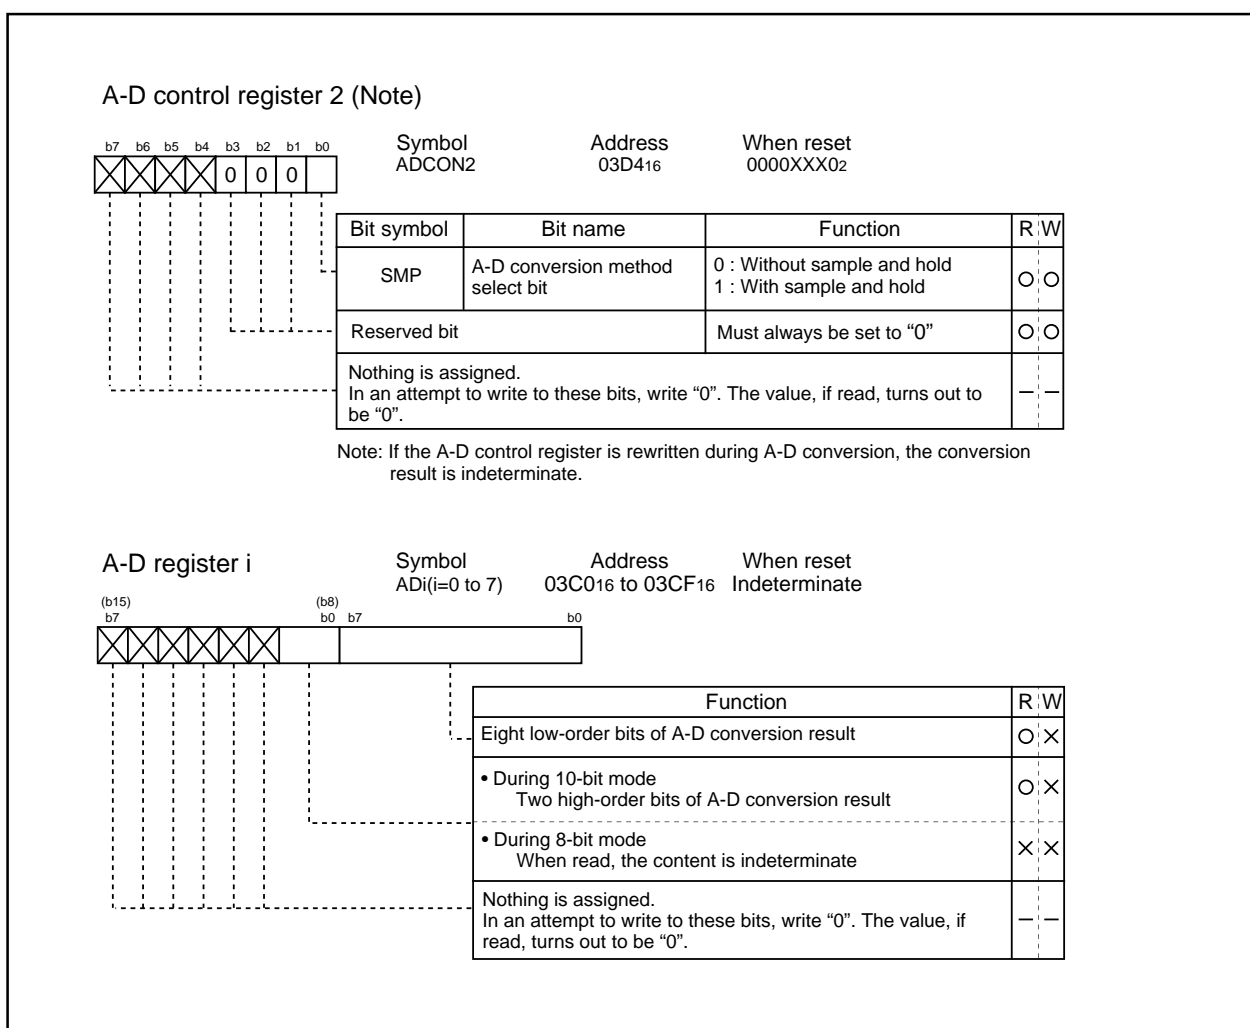 A-D control register 2 (Note)
b7 b6 b5 b4 b3 b2 b1 b0
0 0 0
Symbol Address When reset
ADCON2 03D416 0000XXX02
Bit symbol Bit name Function R W
SMP A-D conversion method select bit 0 : Without sample and hold
1 : With sample and hold
Reserved bit Must always be set to “0”
Nothing is assigned.
In an attempt to write to these bits, write “0”. The value, if read, turns out to
be “0”.
Note: If the A-D control register is rewritten during A-D conversion, the conversion
result is indeterminate.
A-D register i
Symbol Address When reset
ADi(i=0 to 7) 03C016 to 03CF16 Indeterminate
(b15) (b8)
b7 b0 b7 b0
Function R W
Eight low-order bits of A-D conversion result
• During 10-bit mode
Two high-order bits of A-D conversion result
• During 8-bit mode
When read, the content is indeterminate
Nothing is assigned.
In an attempt to write to these bits, write “0”. The value, if
read, turns out to be “0”.